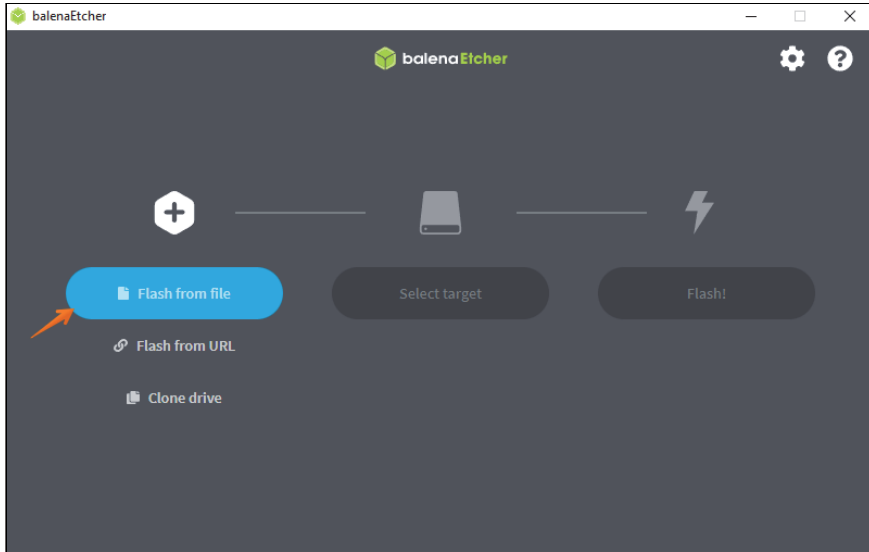 balenaEtcher
balenaEtcher
Flash from file
Select target
Flash!
Flash from URL
Clone drive